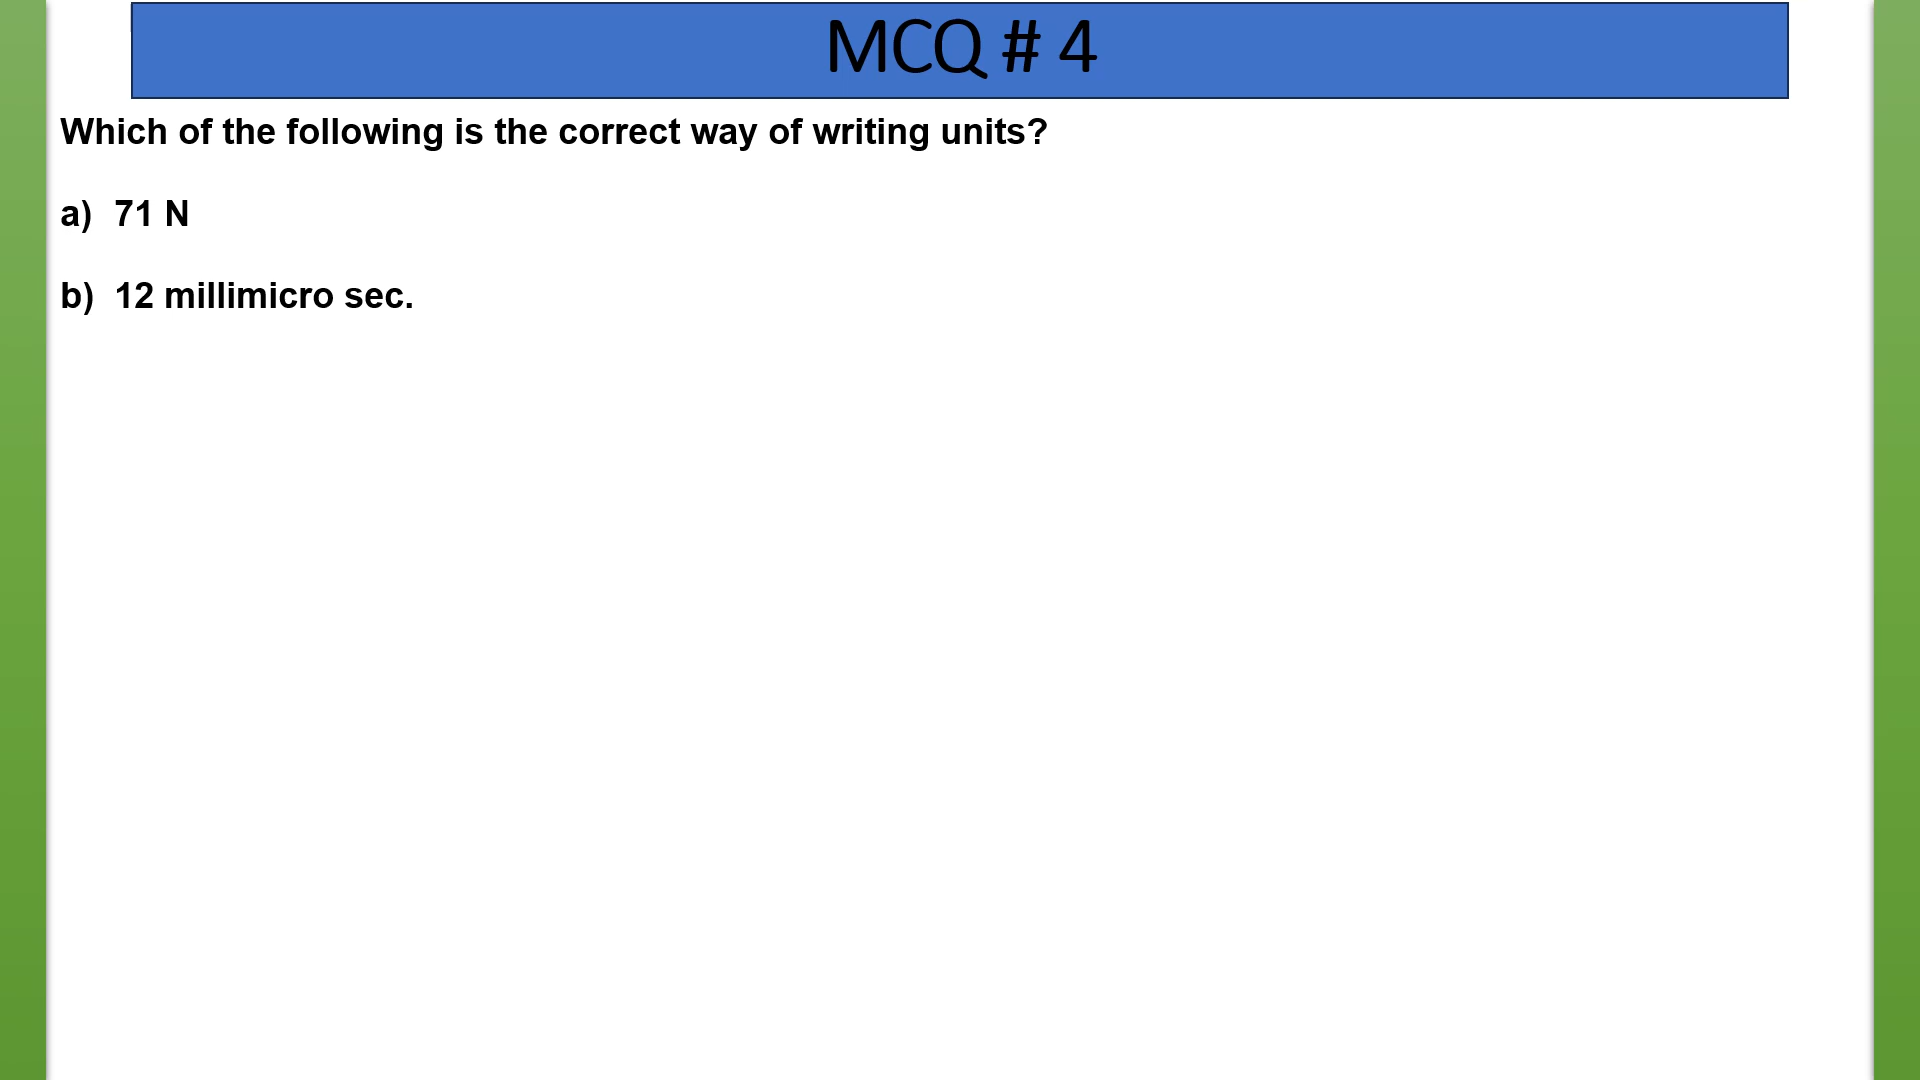 MCQ # 4
Which of the following is the correct way of writing units?
a) 71 N
b) 12 millimicro sec.